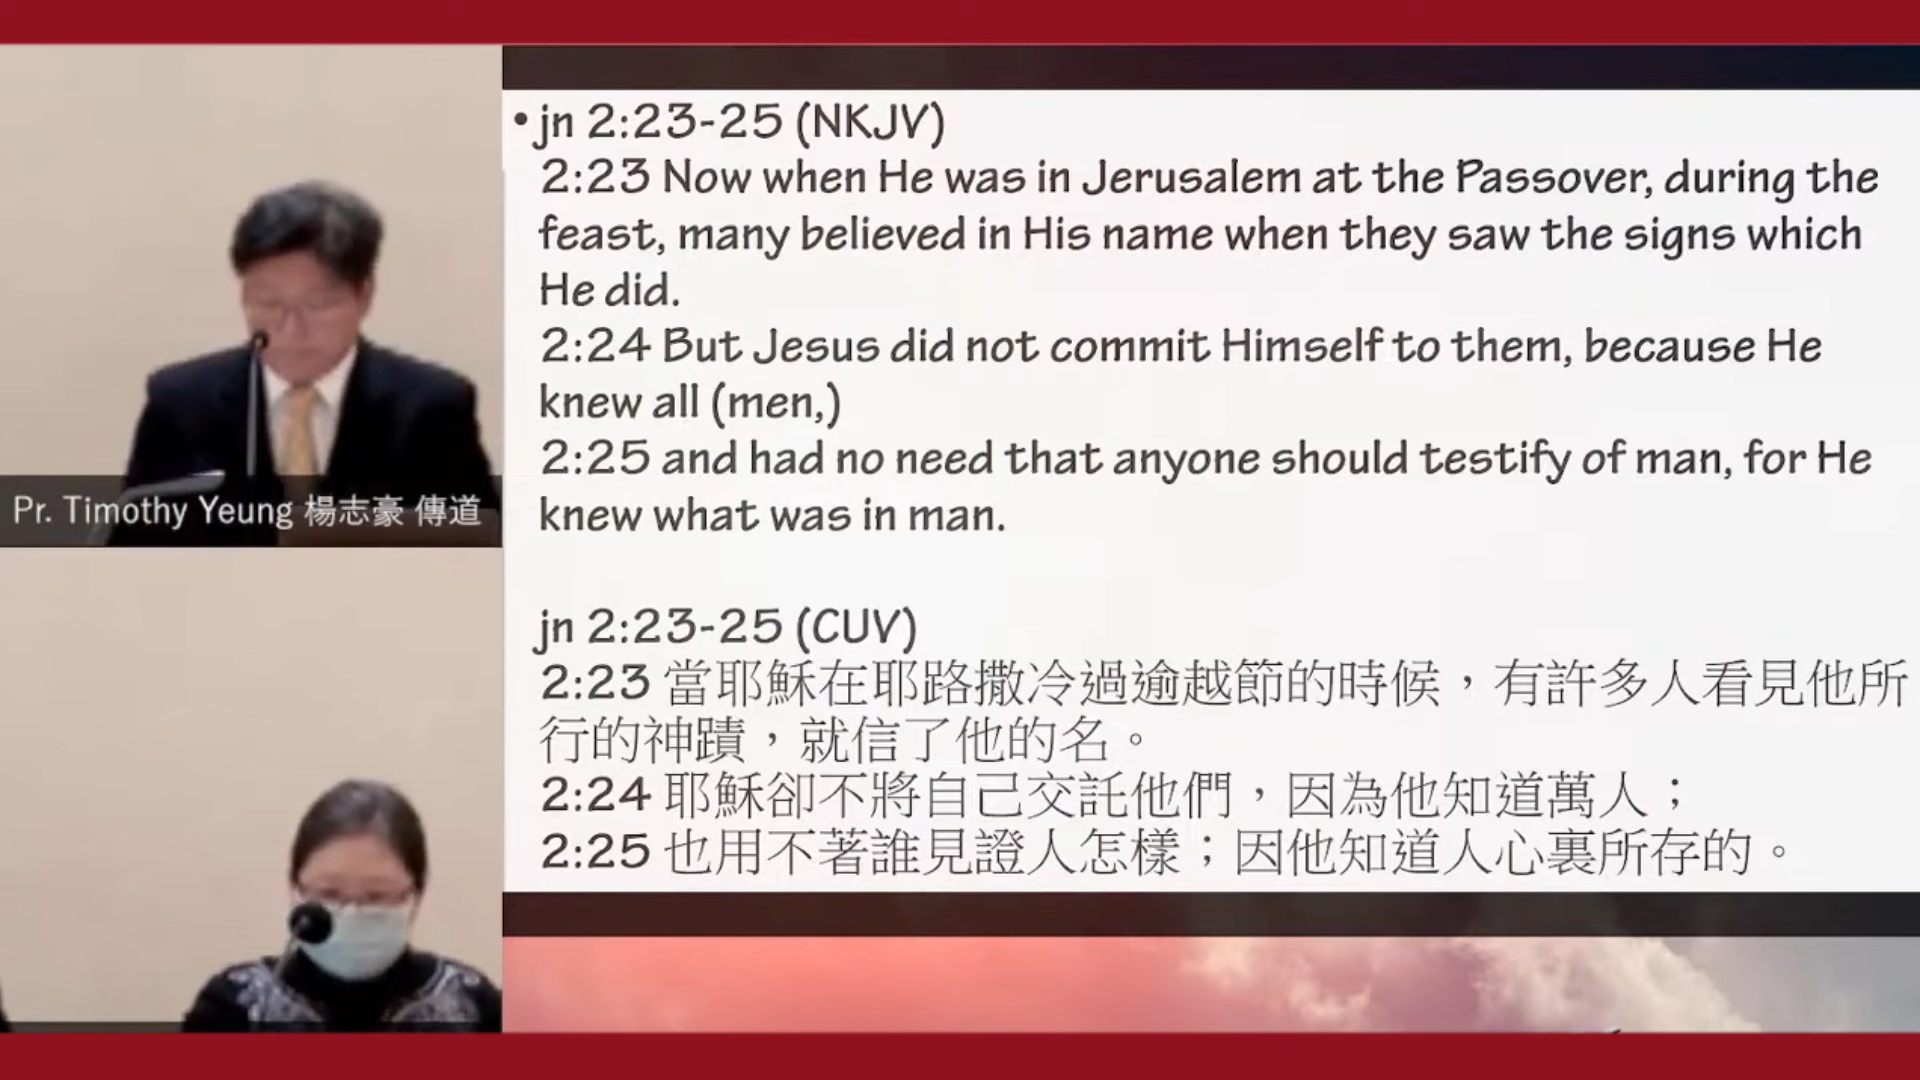 • jn 2:23-25 (NKJV)
2:23 Now when He was in Jerusalem at the Passover, during the
feast, many believed in His name when they saw the signs which
He did.
2:24 But Jesus did not commit Himself to them, because He
knew all (men,)
2:25 and had no need that anyone should testify of man, for He
knew what was in man.
jn 2:23-25 (CUV)
2:23 當耶穌在耶路撒冷過逾越節的時候，有許多人看見他所
行的神蹟，就信了他的名。
2:24 耶穌卻不將自己交託他們，因為他知道萬人；
2:25 也用不著誰見證人怎樣；因他知道人心裏所存的。
Pr. Timothy Yeung 楊志豪 傳道